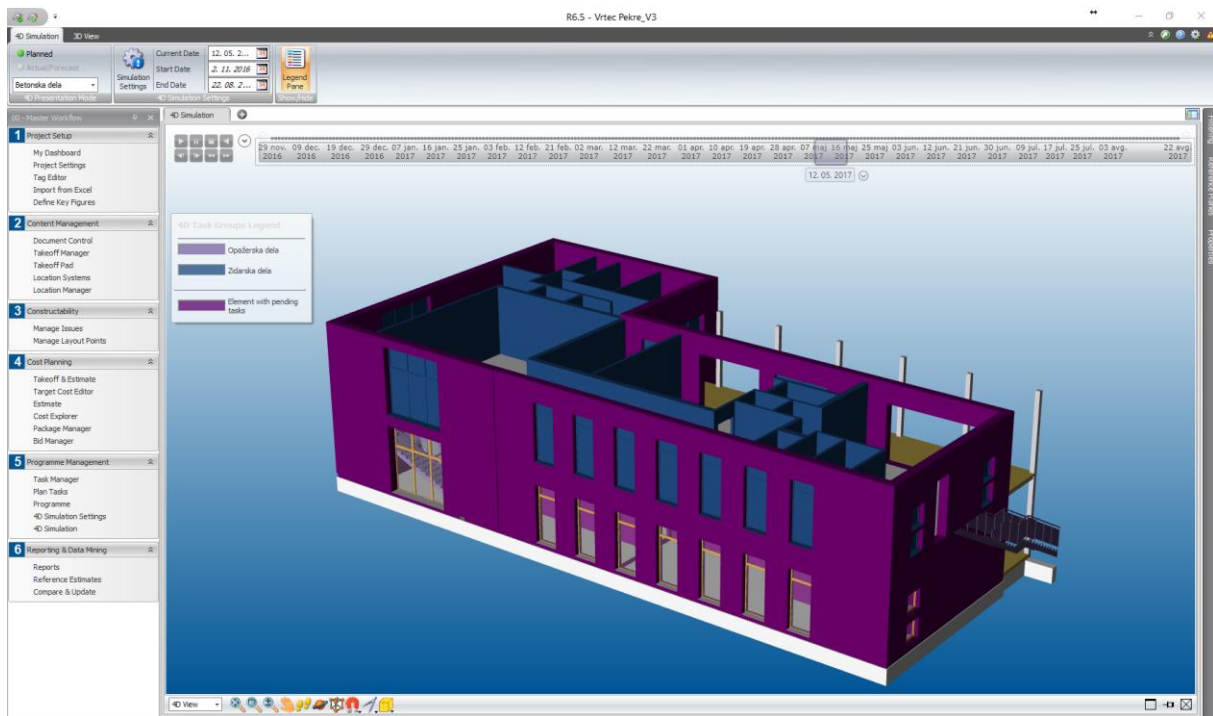 R6.5 - Vrtec Pekre_V3
4D Simulation 3D View
Planned
Actual/Forecast
Betonska dela
4D Presentation Mode
Simulation Settings
Current Date 12. 05. 2...
Start Date 2. 11. 2016
End Date 22. 08. 2...
4D Simulation Settings
Legend Pane
Show/Hide
00 - Master Workflow
1 Project Setup
My Dashboard
Project Settings
Tag Editor
Import from Excel
Define Key Figures
2 Content Management
Document Control
Takeoff Manager
Takeoff Pad
Location Systems
Location Manager
3 Constructability
Manage Issues
Manage Layout Points
4 Cost Planning
Takeoff & Estimate
Target Cost Editor
Estimate
Cost Explorer
Package Manager
Bid Manager
5 Programme Management
Task Manager
Plan Tasks
Programme
4D Simulation Settings
4D Simulation
6 Reporting & Data Mining
Reports
Reference Estimates
Compare & Update
4D Simulation
29 nov. 09 dec. 19 dec. 29 dec. 07 jan. 16 jan. 25 jan. 03 feb. 12 feb. 21 feb. 02 mar. 12 mar. 22 mar. 01 apr. 10 apr. 19 apr. 28 apr. 07 maj 16 maj 25 maj 03 jun. 12 jun. 21 jun. 30 jun. 09 jul. 17 jul. 25 jul. 03 avg. 22 avg.
2016 2016 2016 2016 2017 2017 2017 2017 2017 2017 2017 2017 2017 2017 2017 2017 2017 2017 2017 2017 2017 2017 2017 2017 2017 2017 2017 2017 2017
12. 05. 2017
4D Task Groups Legend
Opažerska dela
Zidarska dela
Element with pending
tasks
4D View
Filtering
Reference Planes
Properties